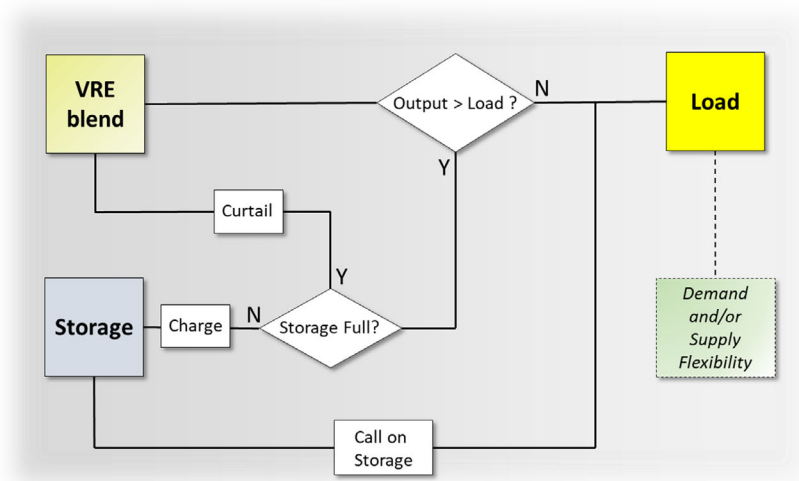 VRE
blend
Output > Load ?
N
Load
Y
Curtail
Y
Storage
Charge
N
Storage Full?
Demand
and/or
Supply
Flexibility
Call on
Storage